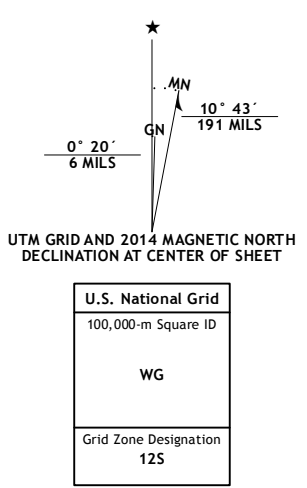 MN
10° 43´
191 MILS
GN
0° 20´
6 MILS
UTM GRID AND 2014 MAGNETIC NORTH
DECLINATION AT CENTER OF SHEET
U.S. National Grid
100,000-m Square ID
WG
Grid Zone Designation
12S